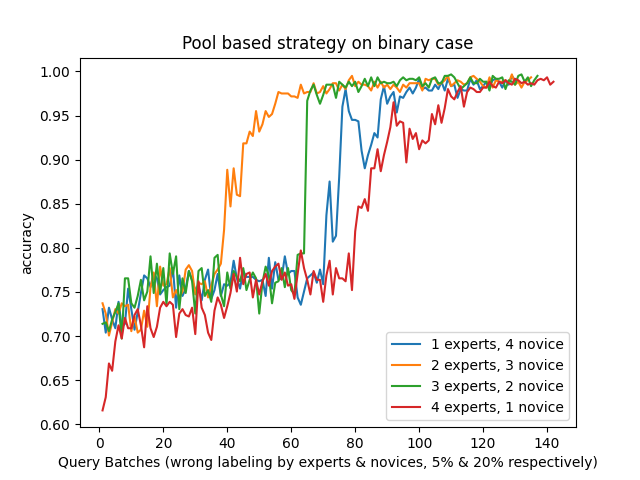 Pool based strategy on binary case
accuracy
1.00
0.95
0.90
0.85
0.80
0.75
0.70
0.65
0.60
1 experts, 4 novice
2 experts, 3 novice
3 experts, 2 novice
4 experts, 1 novice
0 20 40 60 80 100 120 140
Query Batches (wrong labeling by experts & novices, 5% & 20% respectively)